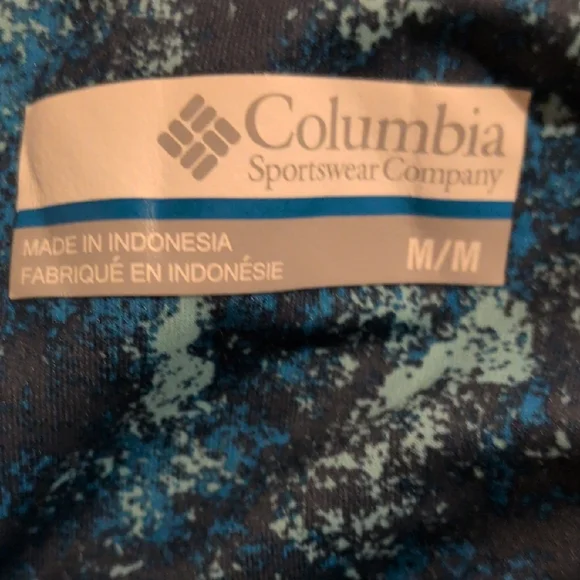 Columbia
Sportswear Company
MADE IN INDONESIA
FABRIQUÉ EN INDONÉSIE
M/M